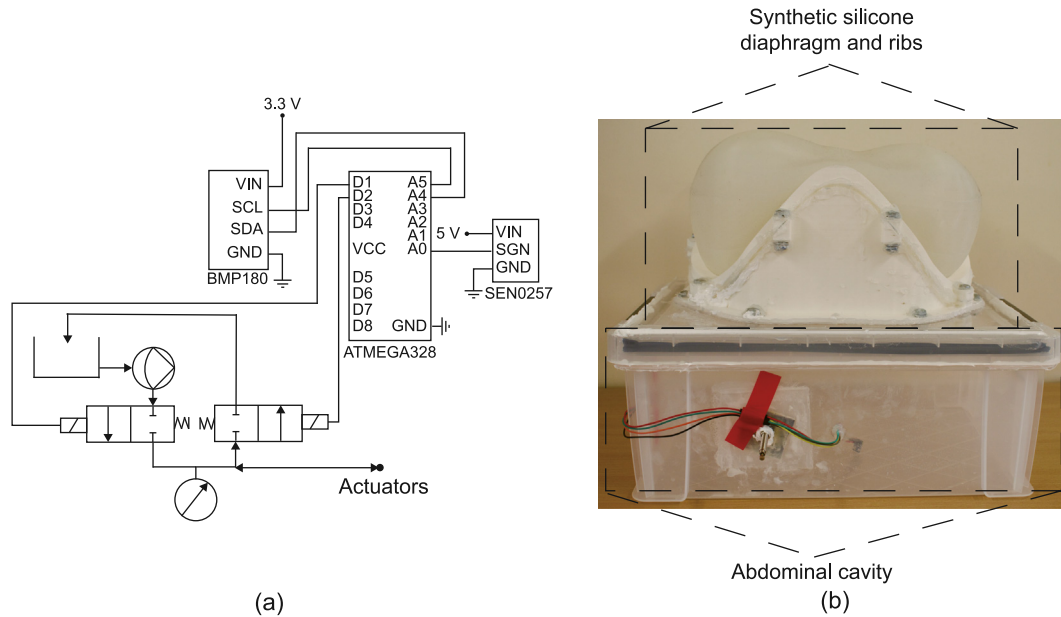 Synthetic silicone
diaphragm and ribs
3.3 V
VIN
SCL
SDA
GND
BMP180
D1
D2
D3
D4
VCC
D5
D6
D7
D8
A5
A4
A3
A2
A1
A0
GND
ATMEGA328
5 V
VIN
SGN
GND
SEN0257
Actuators
Abdominal cavity
(a)
(b)